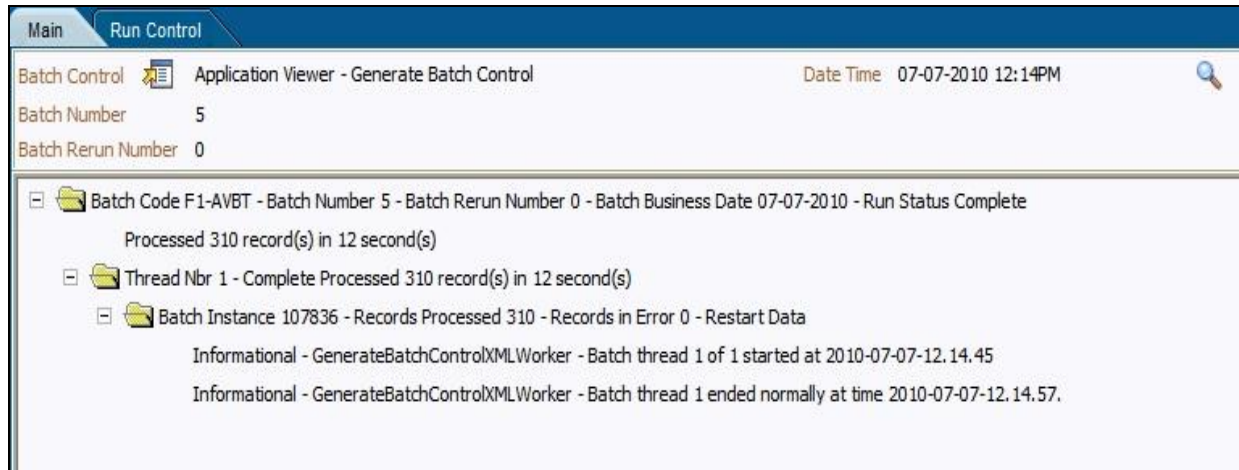 Main Run Control
Batch Control Application Viewer - Generate Batch Control Date Time 07-07-2010 12:14PM
Batch Number 5
Batch Rerun Number 0
Batch Code F1-AVBT - Batch Number 5 - Batch Rerun Number 0 - Batch Business Date 07-07-2010 - Run Status Complete
Processed 310 record(s) in 12 second(s)
Thread Nbr 1 - Complete Processed 310 record(s) in 12 second(s)
Batch Instance 107836 - Records Processed 310 - Records in Error 0 - Restart Data
Informational - GenerateBatchControlXMLWorker - Batch thread 1 of 1 started at 2010-07-07-12.14.45
Informational - GenerateBatchControlXMLWorker - Batch thread 1 ended normally at time 2010-07-07-12.14.57.